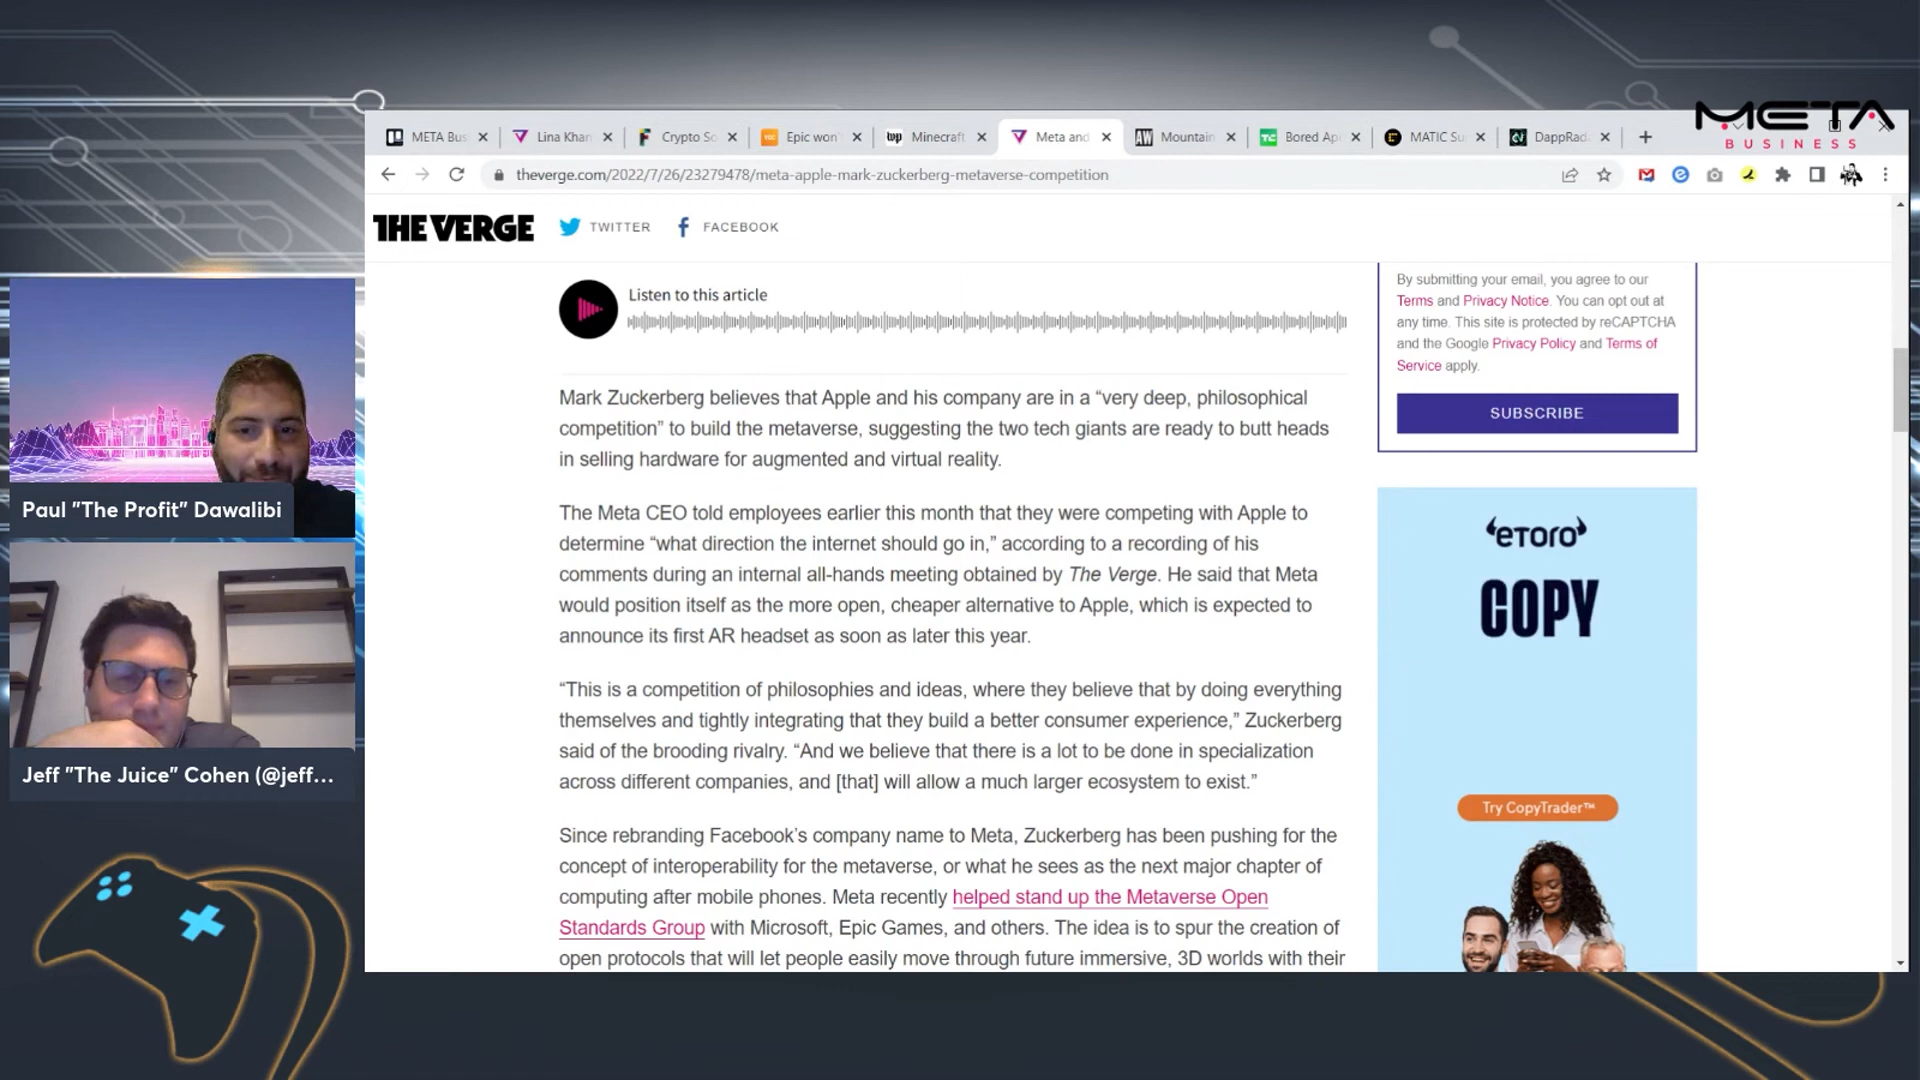 META
BUSINESS
META Bus
Lina Khan
Crypto So
Epic won'
Minecraft
Meta and
Mountain
Bored Ap
MATIC Su
DappRad
theverge.com/2022/7/26/23279478/meta-apple-mark-zuckerberg-metaverse-competition
THE VERGE
TWITTER
FACEBOOK
Listen to this article
Mark Zuckerberg believes that Apple and his company are in a “very deep, philosophical
competition” to build the metaverse, suggesting the two tech giants are ready to butt heads
in selling hardware for augmented and virtual reality.
The Meta CEO told employees earlier this month that they were competing with Apple to
determine “what direction the internet should go in,” according to a recording of his
comments during an internal all-hands meeting obtained by The Verge. He said that Meta
would position itself as the more open, cheaper alternative to Apple, which is expected to
announce its first AR headset as soon as later this year.
“This is a competition of philosophies and ideas, where they believe that by doing everything
themselves and tightly integrating that they build a better consumer experience,” Zuckerberg
said of the brooding rivalry. “And we believe that there is a lot to be done in specialization
across different companies, and [that] will allow a much larger ecosystem to exist.”
Since rebranding Facebook’s company name to Meta, Zuckerberg has been pushing for the
concept of interoperability for the metaverse, or what he sees as the next major chapter of
computing after mobile phones. Meta recently helped stand up the Metaverse Open
Standards Group with Microsoft, Epic Games, and others. The idea is to spur the creation of
open protocols that will let people easily move through future immersive, 3D worlds with their
By submitting your email, you agree to our
Terms and Privacy Notice. You can opt out at
any time. This site is protected by reCAPTCHA
and the Google Privacy Policy and Terms of
Service apply.
SUBSCRIBE
eToro
COPY
Try CopyTrader™
Paul "The Profit" Dawalibi
Jeff "The Juice" Cohen (@jeff...